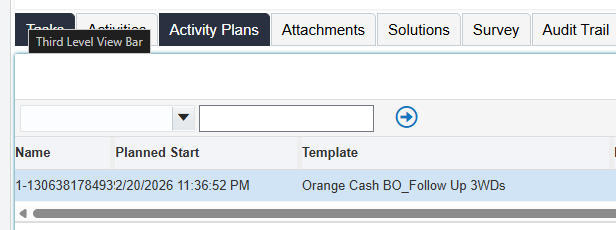 Tasks Activities Activity Plans Attachments Solutions Survey Audit Trail
Third Level View Bar
Name Planned Start Template
1-130638178493 2/20/2026 11:36:52 PM Orange Cash BO_Follow Up 3WDs